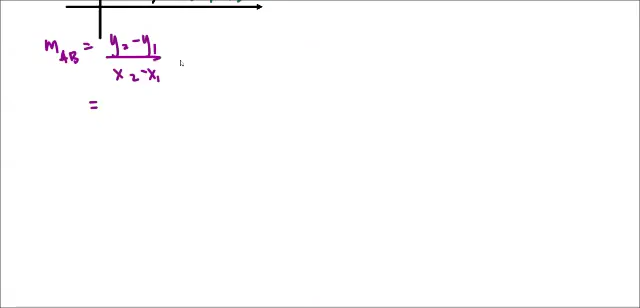 m_AB = (y₂ - y₁) / (x₂ - x₁)
=